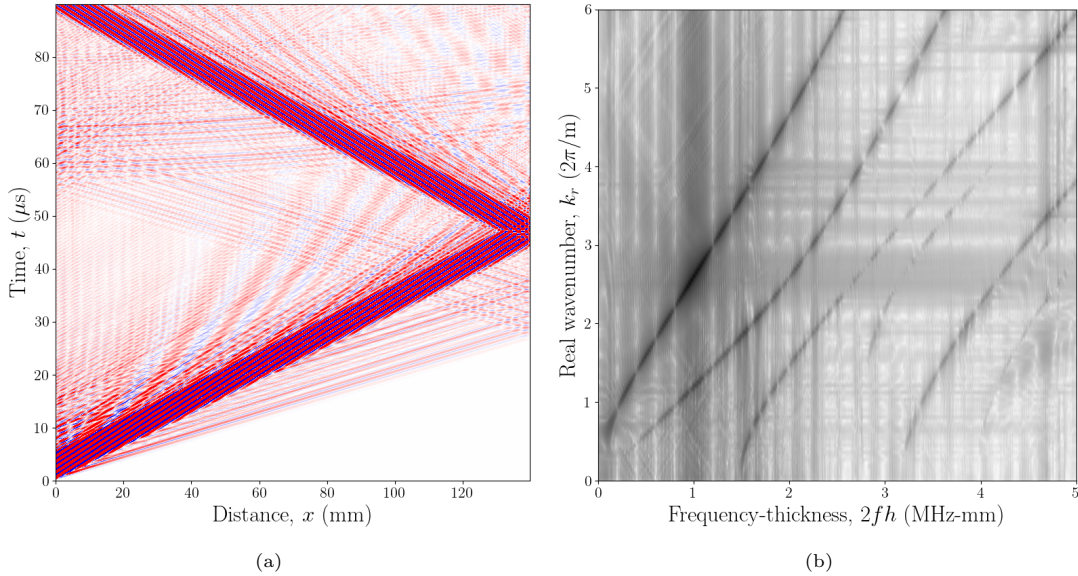 80
70
60
50
40
30
20
10
0
0 20 40 60 80 100 120
Time, t (μs
Distance, x (mm)
(a)
6
5
4
3
2
1
0
0 1 2 3 4 5
Real wavenumber, k_r (2π/m)
Frequency-thickness, 2fh (MHz-mm)
(b)